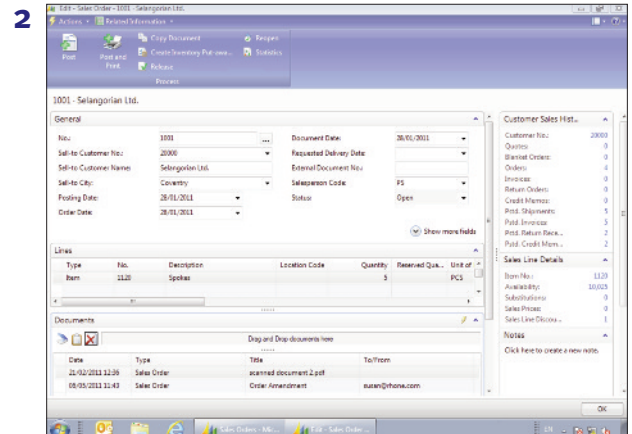 2
Edit - Sales Order - 1001 · Selangorian Ltd.
Actions
Related Information
Post
Post and Print
Copy Document
Create Inventory Put-awa...
Release
Reopen
Statistics
Process
1001 · Selangorian Ltd.
General
No.: 1001
Sell-to Customer No.: 20000
Sell-to Customer Name: Selangorian Ltd.
Sell-to City: Coventry
Posting Date: 28/01/2011
Order Date: 28/01/2011
Document Date: 28/01/2011
Requested Delivery Date:
External Document No.:
Salesperson Code: PS
Status: Open
Show more fields
Lines
Type No. Description Location Code Quantity Reserved Qua... Unit of
Item 1120 Spokes 5 PCS
Documents
Drag and Drop documents here
Date Type Title To/From
21/02/2011 12:36 Sales Order scanned document 2.pdf
08/05/2011 11:43 Sales Order Order Amendment susan@rhone.com
Customer Sales Hist...
Customer No.: 20000
Quotes: 0
Blanket Orders: 0
Orders: 4
Invoices: 0
Return Orders: 0
Credit Memos: 0
Pstd. Shipments: 5
Pstd. Invoices: 5
Pstd. Return Rece... 2
Pstd. Credit Mem... 2
Sales Line Details
Item No.: 1120
Availability: 10,025
Substitutions: 0
Sales Prices: 0
Sales Line Discou... 1
Notes
Click here to create a new note.
OK
Sales Orders - Mic...
Edit - Sales Order ...
EN